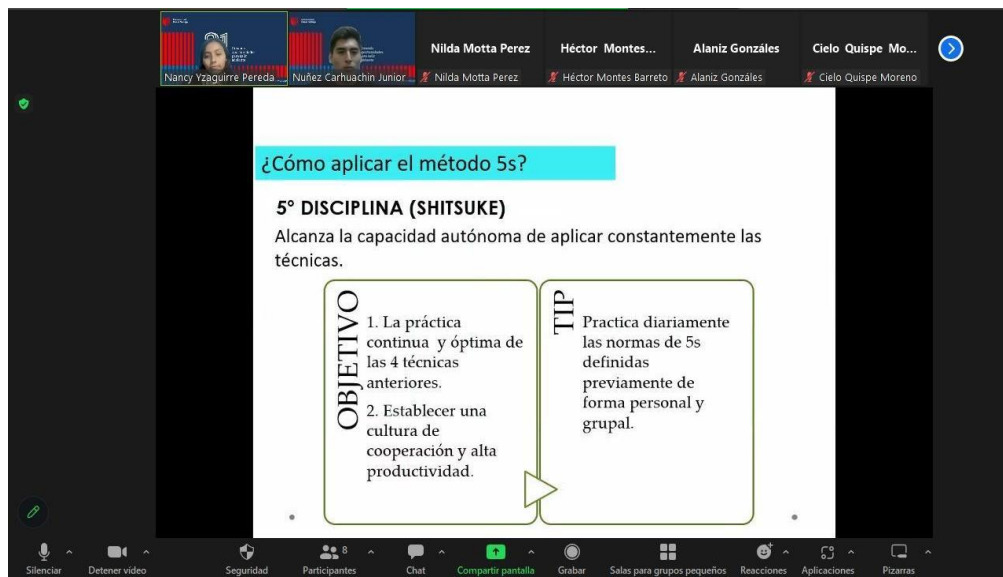 Nilda Motta Perez
Héctor Montes...
Alaniz Gonzáles
Cielo Quispe Mo...
Nancy Yzaguirre Pereda
Nuñez Carhuachin Junior
Nilda Motta Perez
Héctor Montes Barreto
Alaniz Gonzáles
Cielo Quispe Moreno
¿Cómo aplicar el método 5s?
5° DISCIPLINA (SHITSUKE)
Alcanza la capacidad autónoma de aplicar constantemente las
técnicas.
OBJETIVO
1. La práctica
continua y óptima de
las 4 técnicas
anteriores.
2. Establecer una
cultura de
cooperación y alta
productividad.
TIP
Practica diariamente
las normas de 5s
definidas
previamente de
forma personal y
grupal.
Silenciar
Detener video
Seguridad
8
Participantes
Chat
Compartir pantalla
Grabar
Salas para grupos pequeños
Reacciones
Aplicaciones
Pizarras